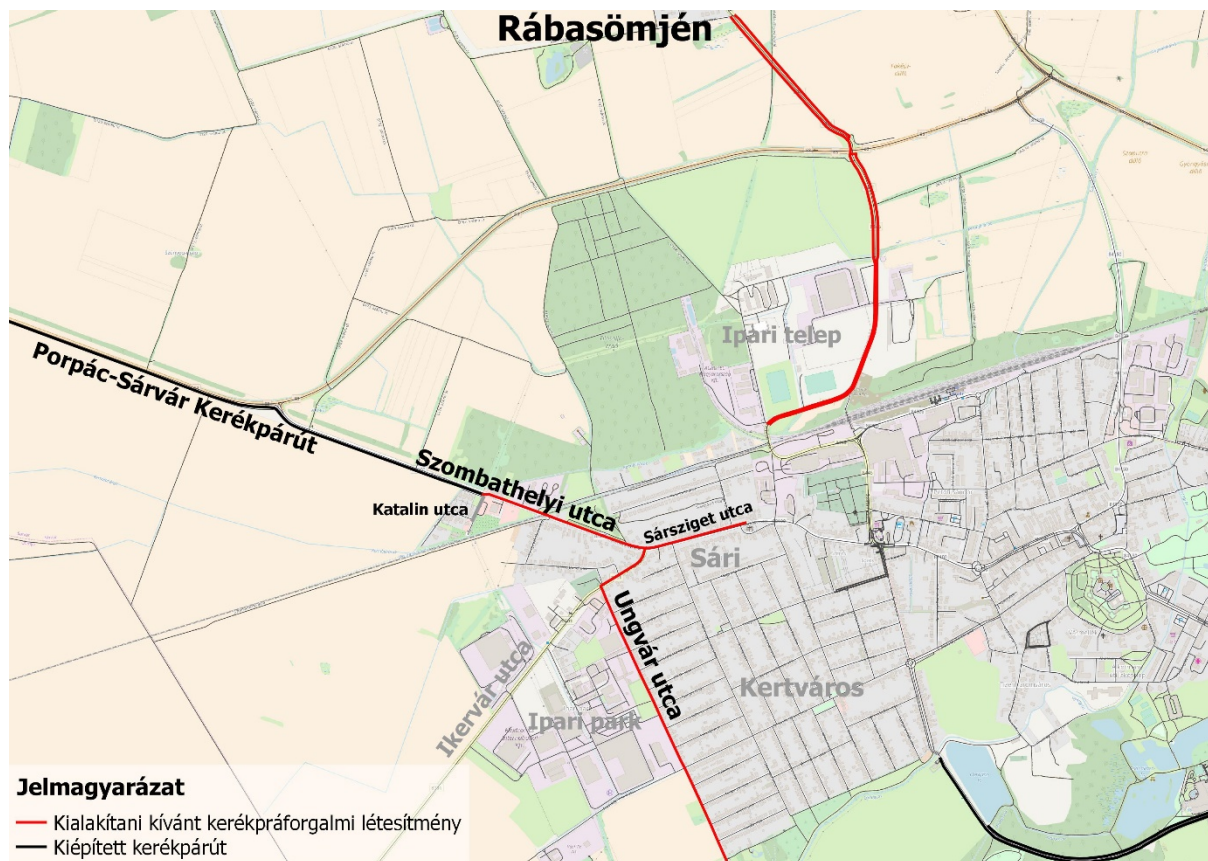 Rábasömjén
Ipari telep
Porpác-Sárvár Kerékpárút
Szombathelyi utca
Katalin utca
Sársziget utca
Sári
Ungvár utca
Kertváros
Ikervár utca
Ipari park
Jelmagyarázat
Kialakítani kívánt kerékpráforgalmi létesítmény
Kiépített kerékpárút